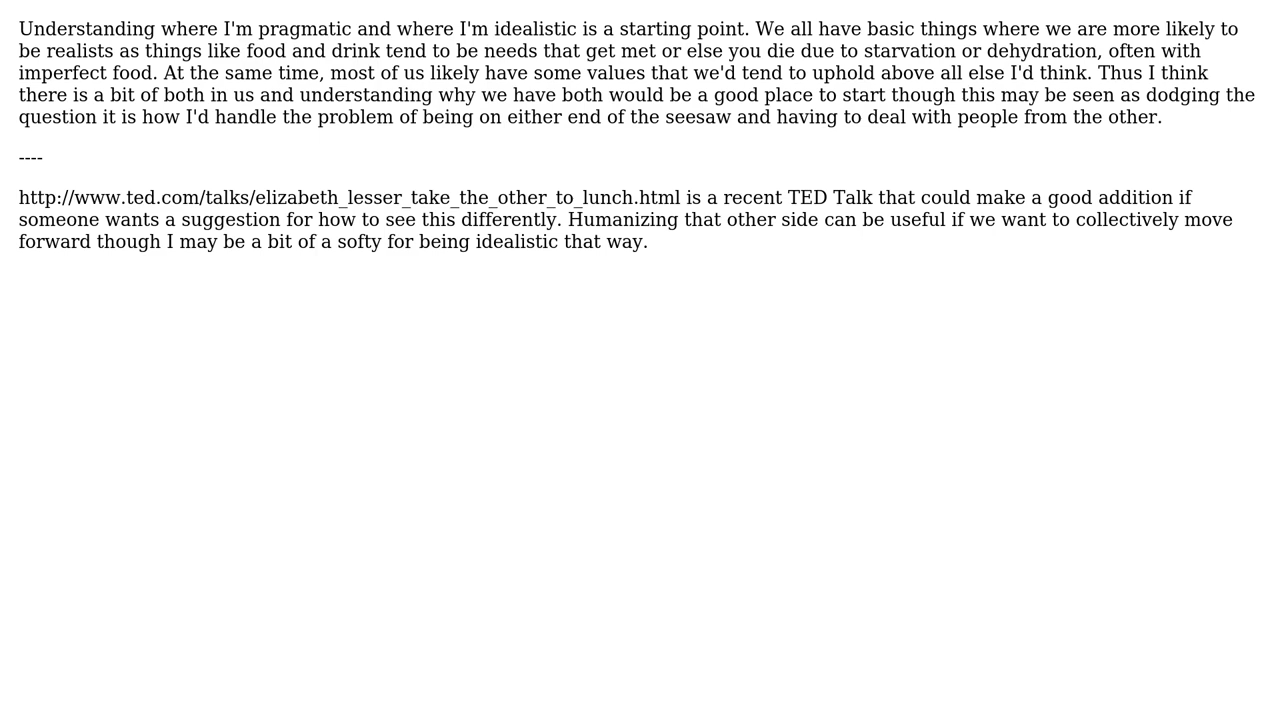 Understanding where I'm pragmatic and where I'm idealistic is a starting point. We all have basic things where we are more likely to
be realists as things like food and drink tend to be needs that get met or else you die due to starvation or dehydration, often with
imperfect food. At the same time, most of us likely have some values that we'd tend to uphold above all else I'd think. Thus I think
there is a bit of both in us and understanding why we have both would be a good place to start though this may be seen as dodging the
question it is how I'd handle the problem of being on either end of the seesaw and having to deal with people from the other.
----
http://www.ted.com/talks/elizabeth_lesser_take_the_other_to_lunch.html is a recent TED Talk that could make a good addition if
someone wants a suggestion for how to see this differently. Humanizing that other side can be useful if we want to collectively move
forward though I may be a bit of a softy for being idealistic that way.